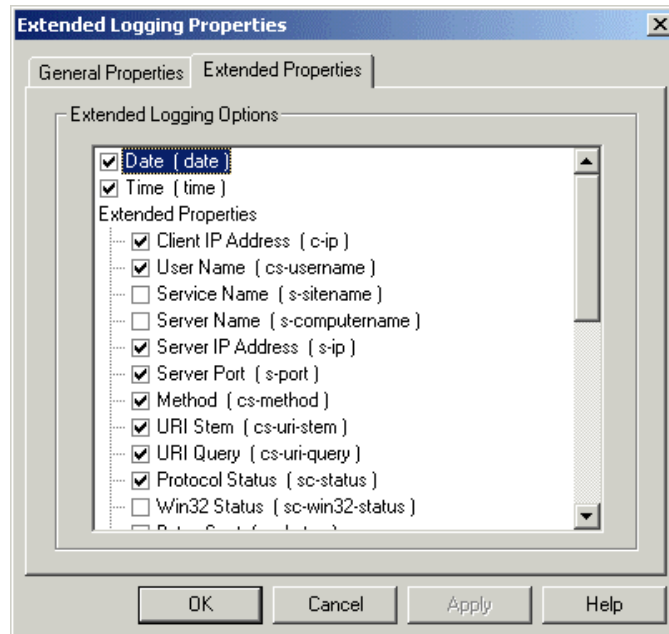 Extended Logging Properties
General Properties
Extended Properties
Extended Logging Options
Date ( date )
Time ( time )
Extended Properties
Client IP Address ( c-ip )
User Name ( cs-username )
Service Name ( s-sitename )
Server Name ( s-computername )
Server IP Address ( s-ip )
Server Port ( s-port )
Method ( cs-method )
URI Stem ( cs-uri-stem )
URI Query ( cs-uri-query )
Protocol Status ( sc-status )
Win32 Status ( sc-win32-status )
OK
Cancel
Apply
Help